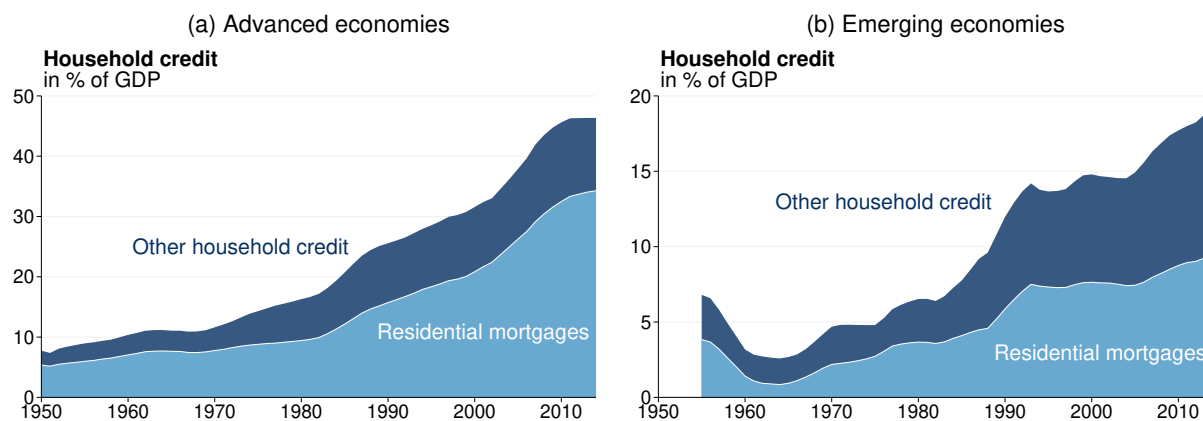 (a) Advanced economies
Household credit
in % of GDP
50
40
30
20
10
0
Other household credit
Residential mortgages
1950 1960 1970 1980 1990 2000 2010
(b) Emerging economies
Household credit
in % of GDP
20
15
10
5
0
Other household credit
Residential mortgages
1950 1960 1970 1980 1990 2000 2010